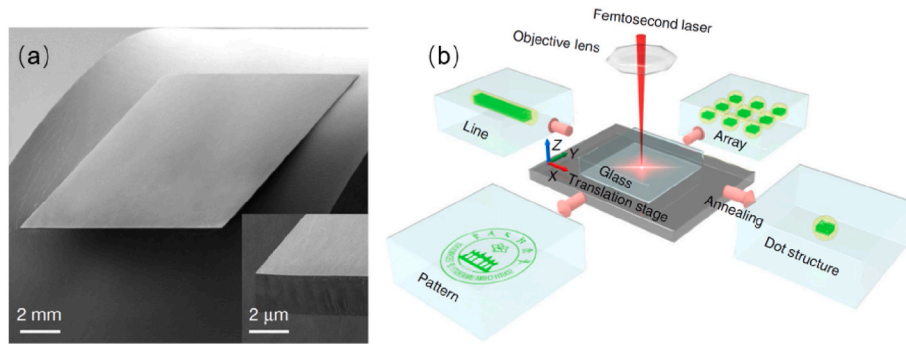 (a)
2 mm
2 μm
(b)
Femtosecond laser
Objective lens
Line
Array
Z
Y
X
Glass
Translation stage
Annealing
Dot structure
Pattern